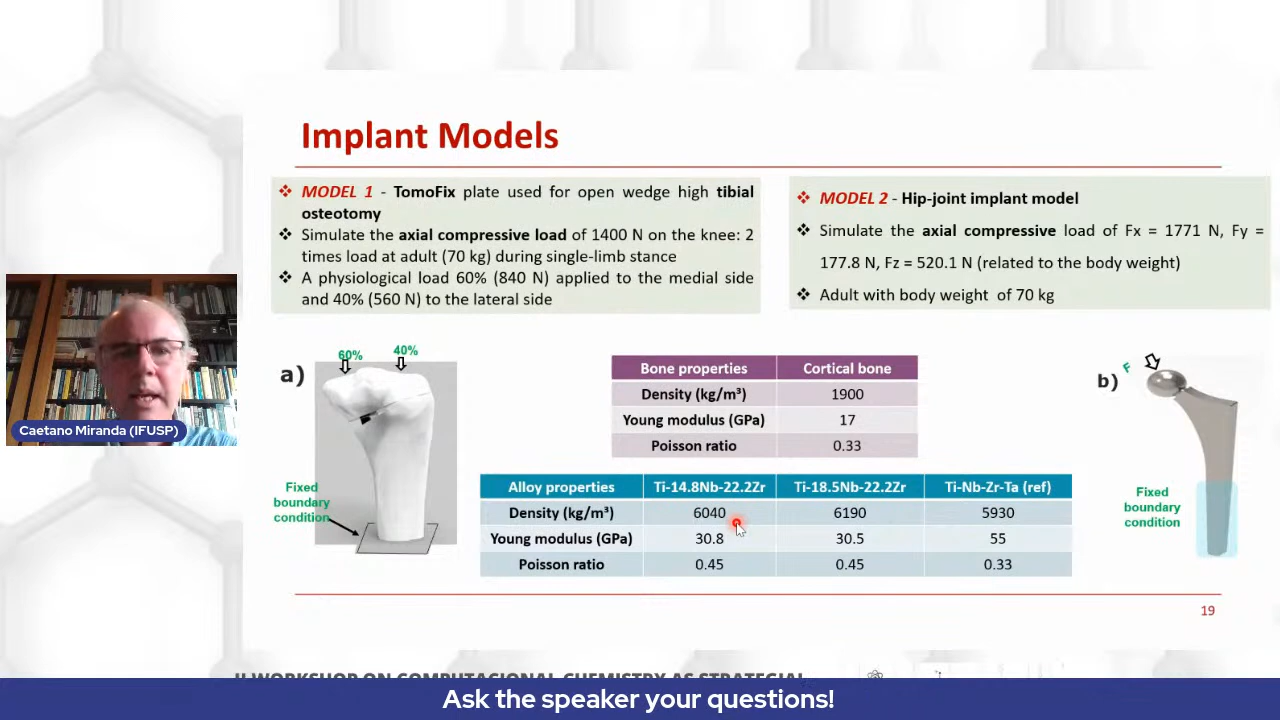 Implant Models
❖ MODEL 1 - TomoFix plate used for open wedge high tibial
osteotomy
❖ Simulate the axial compressive load of 1400 N on the knee: 2
times load at adult (70 kg) during single-limb stance
❖ A physiological load 60% (840 N) applied to the medial side
and 40% (560 N) to the lateral side
❖ MODEL 2 - Hip-joint implant model
❖ Simulate the axial compressive load of Fx = 1771 N, Fy =
177.8 N, Fz = 520.1 N (related to the body weight)
❖ Adult with body weight of 70 kg
a)
60% 40%
Fixed
boundary
condition
Bone properties Cortical bone
Density (kg/m³) 1900
Young modulus (GPa) 17
Poisson ratio 0.33
Alloy properties Ti-14.8Nb-22.2Zr Ti-18.5Nb-22.2Zr Ti-Nb-Zr-Ta (ref)
Density (kg/m³) 6040 6190 5930
Young modulus (GPa) 30.8 30.5 55
Poisson ratio 0.45 0.45 0.33
b)
F
Fixed
boundary
condition
19
Caetano Miranda (IFUSP)
II WORKSHOP ON COMPUTATIONAL CHEMISTRY AS STRATEGIAL
Ask the speaker your questions!